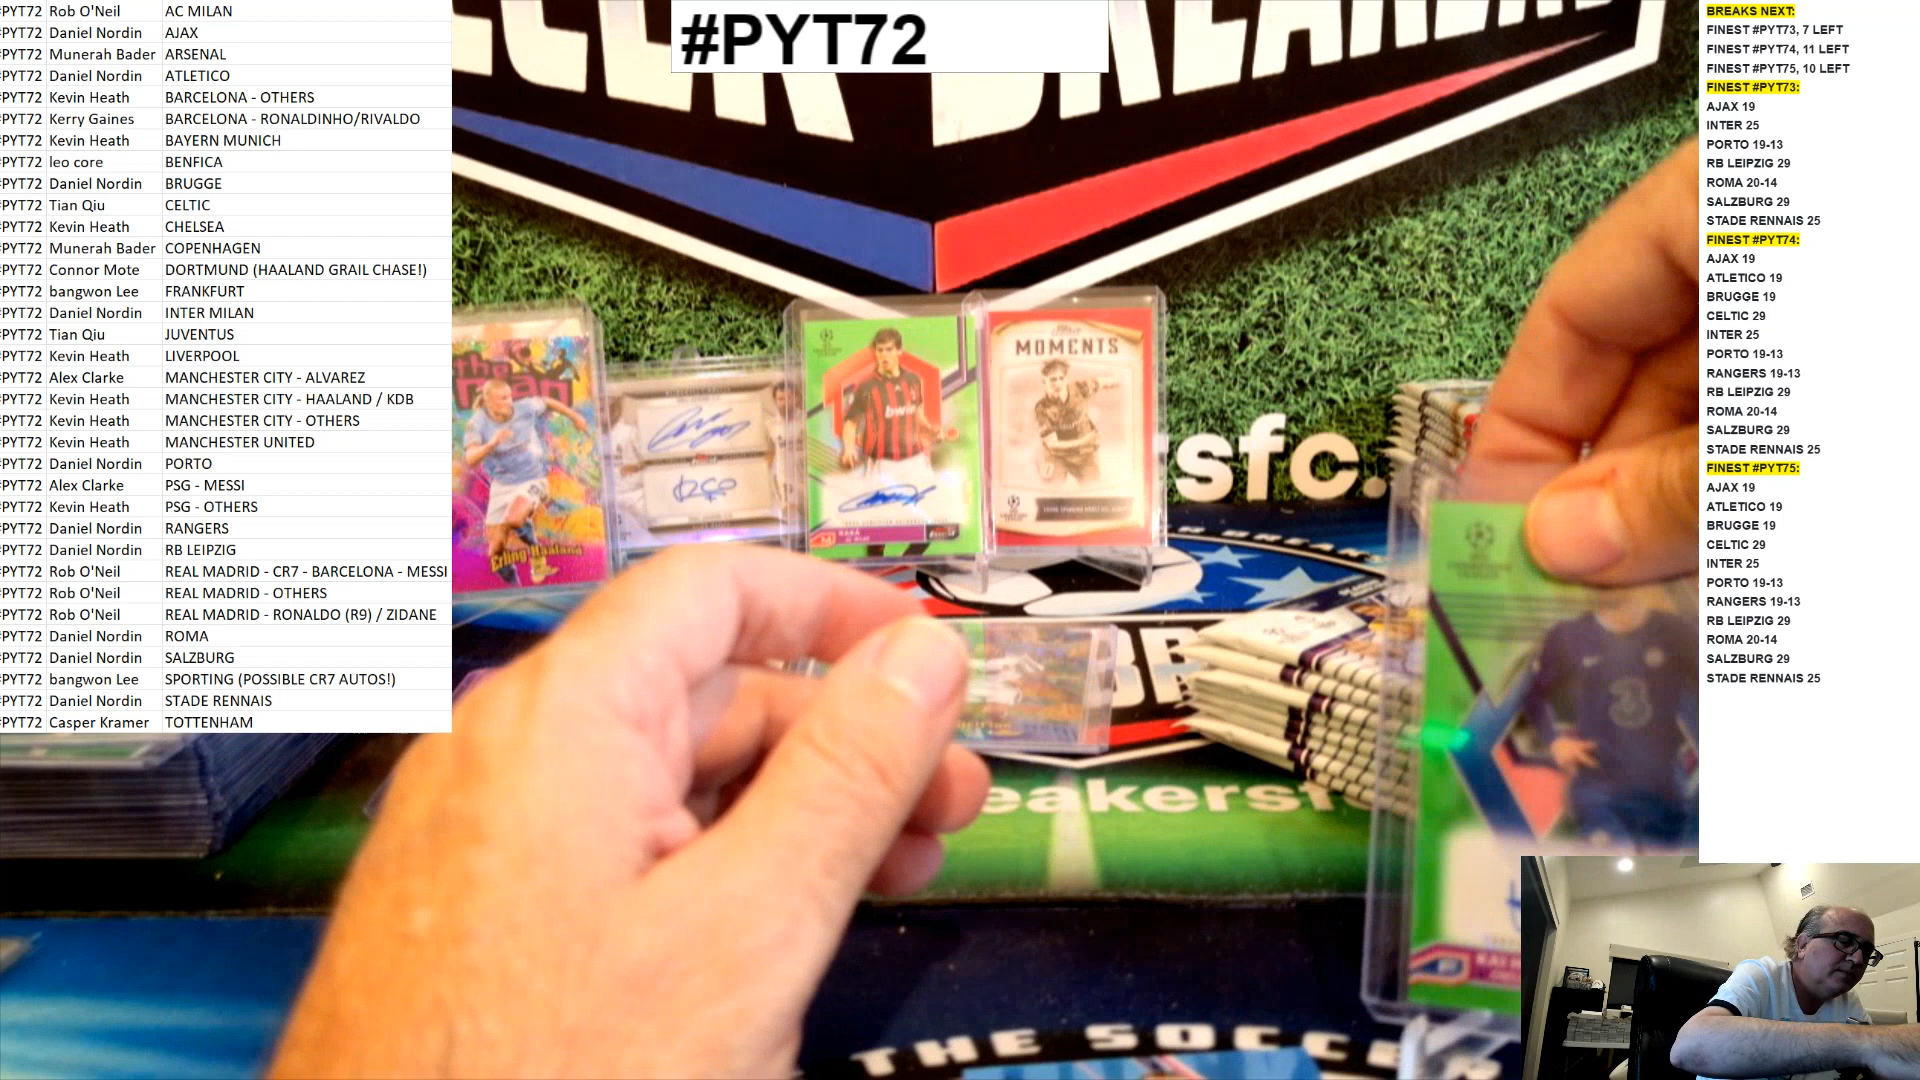 #PYT72 Rob O'Neil AC MILAN
#PYT72 Daniel Nordin AJAX
#PYT72 Munerah Bader ARSENAL
#PYT72 Daniel Nordin ATLETICO
#PYT72 Kevin Heath BARCELONA - OTHERS
#PYT72 Kerry Gaines BARCELONA - RONALDINHO/RIVALDO
#PYT72 Kevin Heath BAYERN MUNICH
#PYT72 leo core BENFICA
#PYT72 Daniel Nordin BRUGGE
#PYT72 Tian Qiu CELTIC
#PYT72 Kevin Heath CHELSEA
#PYT72 Munerah Bader COPENHAGEN
#PYT72 Connor Mote DORTMUND (HAALAND GRAIL CHASE!)
#PYT72 bangwon Lee FRANKFURT
#PYT72 Daniel Nordin INTER MILAN
#PYT72 Tian Qiu JUVENTUS
#PYT72 Kevin Heath LIVERPOOL
#PYT72 Alex Clarke MANCHESTER CITY - ALVAREZ
#PYT72 Kevin Heath MANCHESTER CITY - HAALAND / KDB
#PYT72 Kevin Heath MANCHESTER CITY - OTHERS
#PYT72 Kevin Heath MANCHESTER UNITED
#PYT72 Daniel Nordin PORTO
#PYT72 Alex Clarke PSG - MESSI
#PYT72 Kevin Heath PSG - OTHERS
#PYT72 Daniel Nordin RANGERS
#PYT72 Daniel Nordin RB LEIPZIG
#PYT72 Rob O'Neil REAL MADRID - CR7 - BARCELONA - MESSI
#PYT72 Rob O'Neil REAL MADRID - OTHERS
#PYT72 Rob O'Neil REAL MADRID - RONALDO (R9) / ZIDANE
#PYT72 Daniel Nordin ROMA
#PYT72 Daniel Nordin SALZBURG
#PYT72 bangwon Lee SPORTING (POSSIBLE CR7 AUTOS!)
#PYT72 Daniel Nordin STADE RENNAIS
#PYT72 Casper Kramer TOTTENHAM
#PYT72
the man
Erling Haaland
bwin
KAKA
MOMENTS
sfc.
eakersf
THE SOCCE
3
BREAKS NEXT:
FINEST #PYT73, 7 LEFT
FINEST #PYT74, 11 LEFT
FINEST #PYT75, 10 LEFT
FINEST #PYT73:
AJAX 19
INTER 25
PORTO 19-13
RB LEIPZIG 29
ROMA 20-14
SALZBURG 29
STADE RENNAIS 25
FINEST #PYT74:
AJAX 19
ATLETICO 19
BRUGGE 19
CELTIC 29
INTER 25
PORTO 19-13
RANGERS 19-13
RB LEIPZIG 29
ROMA 20-14
SALZBURG 29
STADE RENNAIS 25
FINEST #PYT75:
AJAX 19
ATLETICO 19
BRUGGE 19
CELTIC 29
INTER 25
PORTO 19-13
RANGERS 19-13
RB LEIPZIG 29
ROMA 20-14
SALZBURG 29
STADE RENNAIS 25